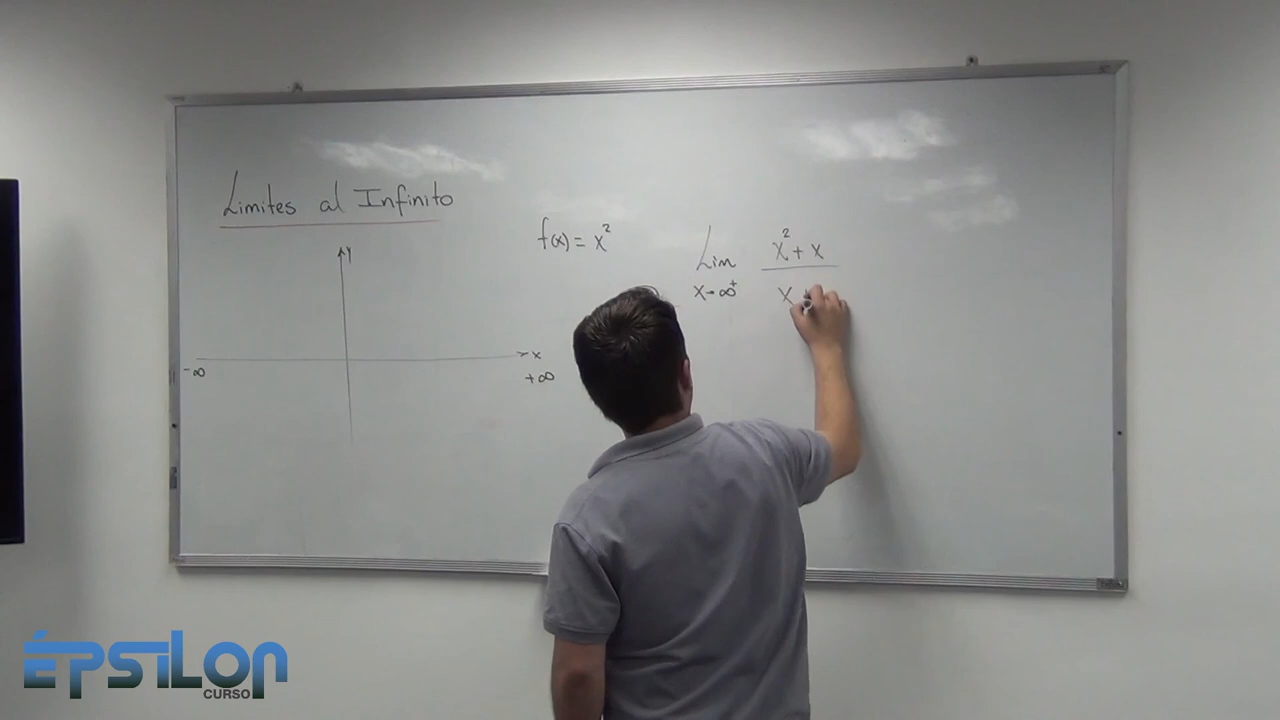 Limites al Infinito
f(x) = x²
Lim x²+x
x→∞⁺ x
y
x
-∞
+∞
ÉPSILON
CURSO